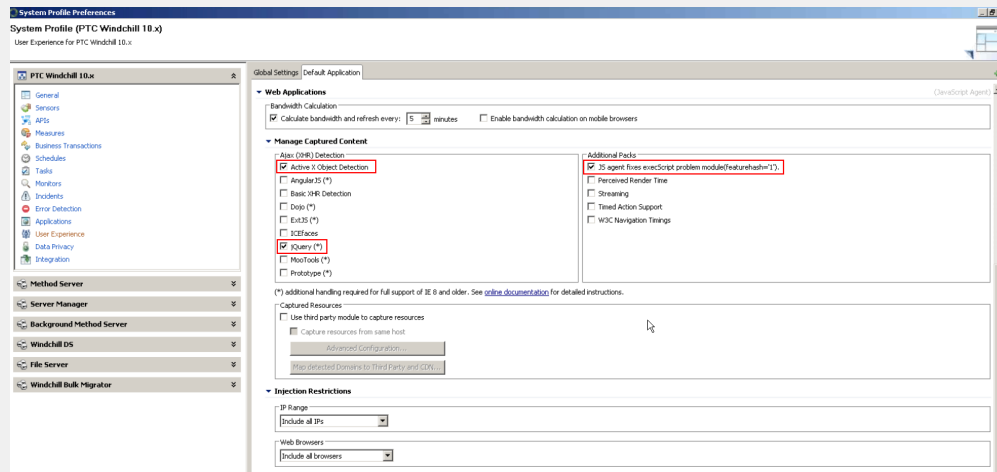 System Profile Preferences
System Profile (PTC Windchill 10.x)
User Experience for PTC Windchill 10.x
PTC Windchill 10.x
General
Sensors
APIs
Measures
Business Transactions
Schedules
Tasks
Monitors
Incidents
Error Detection
Applications
User Experience
Data Privacy
Integration
Method Server
Server Manager
Background Method Server
Windchill DS
File Server
Windchill Bulk Migrator
Global Settings Default Application
Web Applications (JavaScript Agent)
Bandwidth Calculation
Calculate bandwidth and refresh every: 5 minutes Enable bandwidth calculation on mobile browsers
Manage Captured Content
Ajax (XHR) Detection
Active X Object Detection
AngularJS (*)
Basic XHR Detection
Dojo (*)
ExtJS (*)
ICEfaces
jQuery (*)
MooTools (*)
Prototype (*)
Additional Packs
JS agent fixes execScript problem module(featurehash='1').
Perceived Render Time
Streaming
Timed Action Support
W3C Navigation Timings
(*) additional handling required for full support of IE 8 and older. See online documentation for detailed instructions.
Captured Resources
Use third party module to capture resources
Capture resources from same host
Advanced Configuration...
Map detected Domains to Third Party and CDN...
Injection Restrictions
IP Range
Include all IPs
Web Browsers
Include all browsers